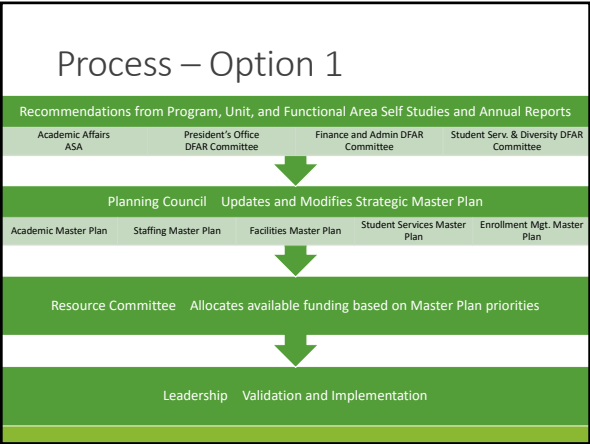 Process – Option 1
Recommendations from Program, Unit, and Functional Area Self Studies and Annual Reports
Academic Affairs
ASA
President's Office
DFAR Committee
Finance and Admin DFAR
Committee
Student Serv. & Diversity DFAR
Committee
Planning Council Updates and Modifies Strategic Master Plan
Academic Master Plan
Staffing Master Plan
Facilities Master Plan
Student Services Master
Plan
Enrollment Mgt. Master
Plan
Resource Committee Allocates available funding based on Master Plan priorities
Leadership Validation and Implementation